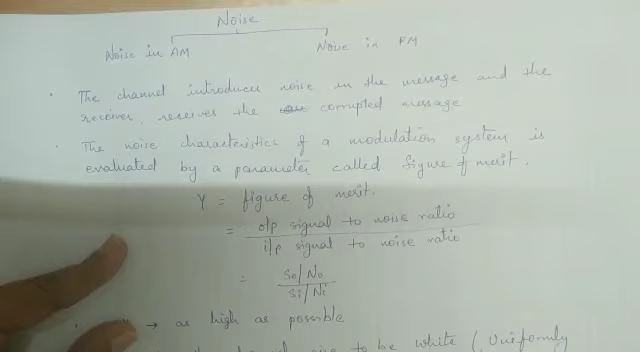 Noise
Noise in AM
Noise in FM
• The channel introduces noise in the message and the
receiver, receives the corrupted message
• The noise characteristics of a modulation system is
evaluated by a parameter called figure of merit.
γ = figure of merit.
= o/p signal to noise ratio
i/p signal to noise ratio
= So/No
Si/Ni
→ as high as possible
noise to be white (Uniformly